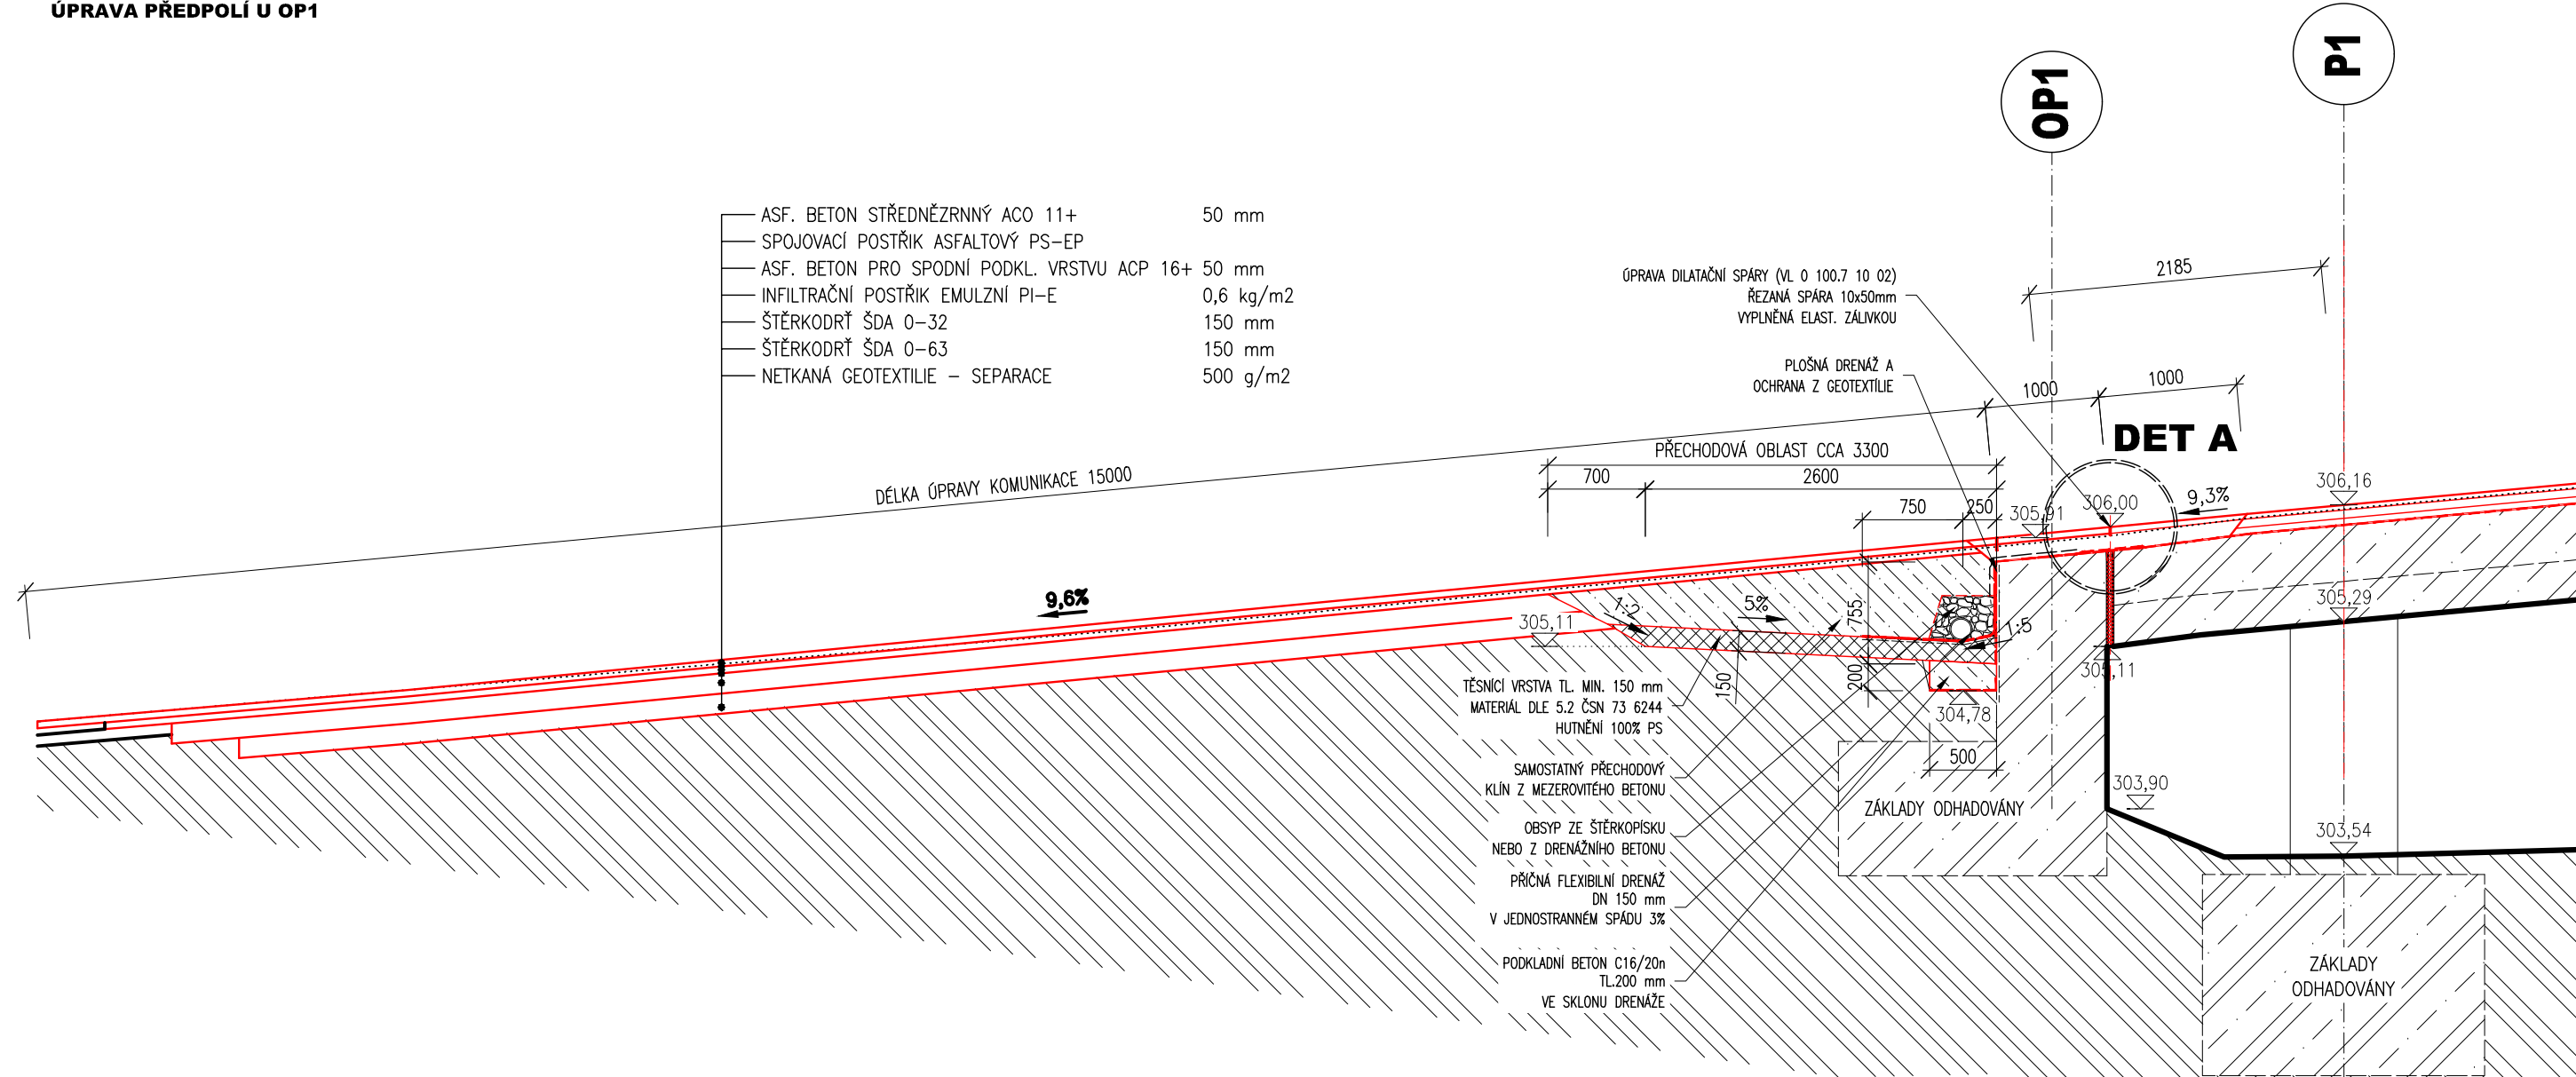 ÚPRAVA PŘEDPOLÍ U OP1
OP1
P1
ASF. BETON STŘEDNĚZRNNÝ ACO 11+ 50 mm
SPOJOVACÍ POSTŘIK ASFALTOVÝ PS-EP
ASF. BETON PRO SPODNÍ PODKL. VRSTVU ACP 16+ 50 mm
INFILTRAČNÍ POSTŘIK EMULZNÍ PI-E 0,6 kg/m2
ŠTĚRKODRŤ ŠDA 0-32 150 mm
ŠTĚRKODRŤ ŠDA 0-63 150 mm
NETKANÁ GEOTEXTILIE - SEPARACE 500 g/m2
ÚPRAVA DILATAČNÍ SPÁRY (VL 0 100.7 10 02)
ŘEZANÁ SPÁRA 10x50mm
VYPLNĚNÁ ELAST. ZÁLIVKOU
PLOŠNÁ DRENÁŽ A
OCHRANA Z GEOTEXTÍLIE
2185
1000
1000
DET A
DÉLKA ÚPRAVY KOMUNIKACE 15000
PŘECHODOVÁ OBLAST CCA 3300
700
2600
750
250
305,91
306,00
9,3%
306,16
9,6%
1:2
5%
755
1:5
305,11
305,29
305,11
200
150
304,78
500
TĚSNÍCÍ VRSTVA TL. MIN. 150 mm
MATERIÁL DLE 5.2 ČSN 73 6244
HUTNĚNÍ 100% PS
SAMOSTATNÝ PŘECHODOVÝ
KLÍN Z MEZEROVITÉHO BETONU
OBSYP ZE ŠTĚRKOPÍSKU
NEBO Z DRENÁŽNÍHO BETONU
PŘÍČNÁ FLEXIBILNÍ DRENÁŽ
DN 150 mm
V JEDNOSTRANNÉM SPÁDU 3%
PODKLADNÍ BETON C16/20n
TL.200 mm
VE SKLONU DRENÁŽE
ZÁKLADY ODHADOVÁNY
303,90
303,54
ZÁKLADY
ODHADOVÁNY